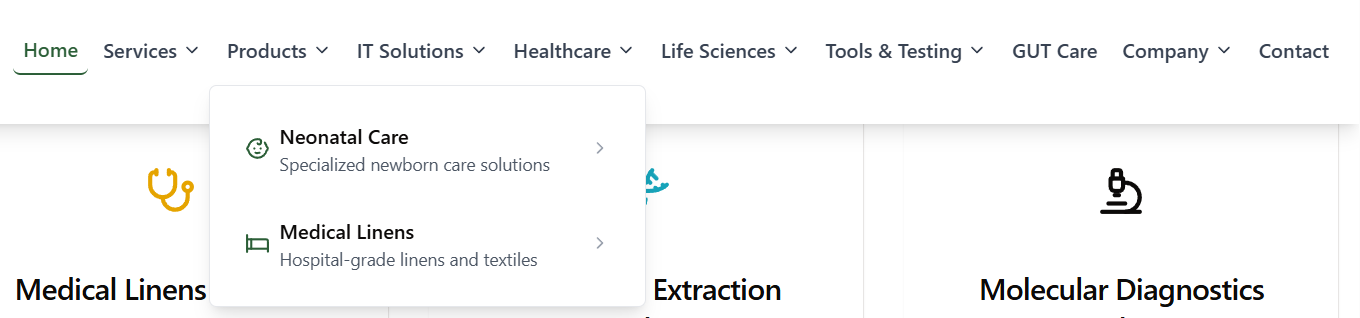 Home Services Products IT Solutions Healthcare Life Sciences Tools & Testing GUT Care Company Contact
Neonatal Care
Specialized newborn care solutions
Medical Linens
Hospital-grade linens and textiles
Medical Linens Extraction Molecular Diagnostics